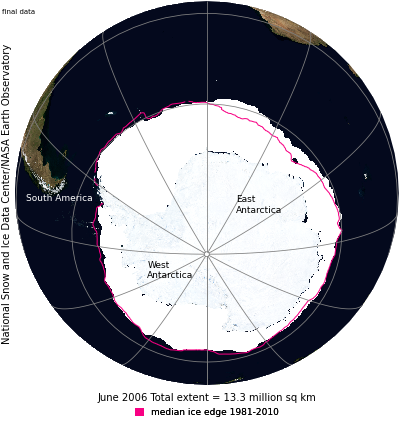 final data
National Snow and Ice Data Center/NASA Earth Observatory
South America
East
Antarctica
West
Antarctica
June 2006 Total extent = 13.3 million sq km
median ice edge 1981-2010